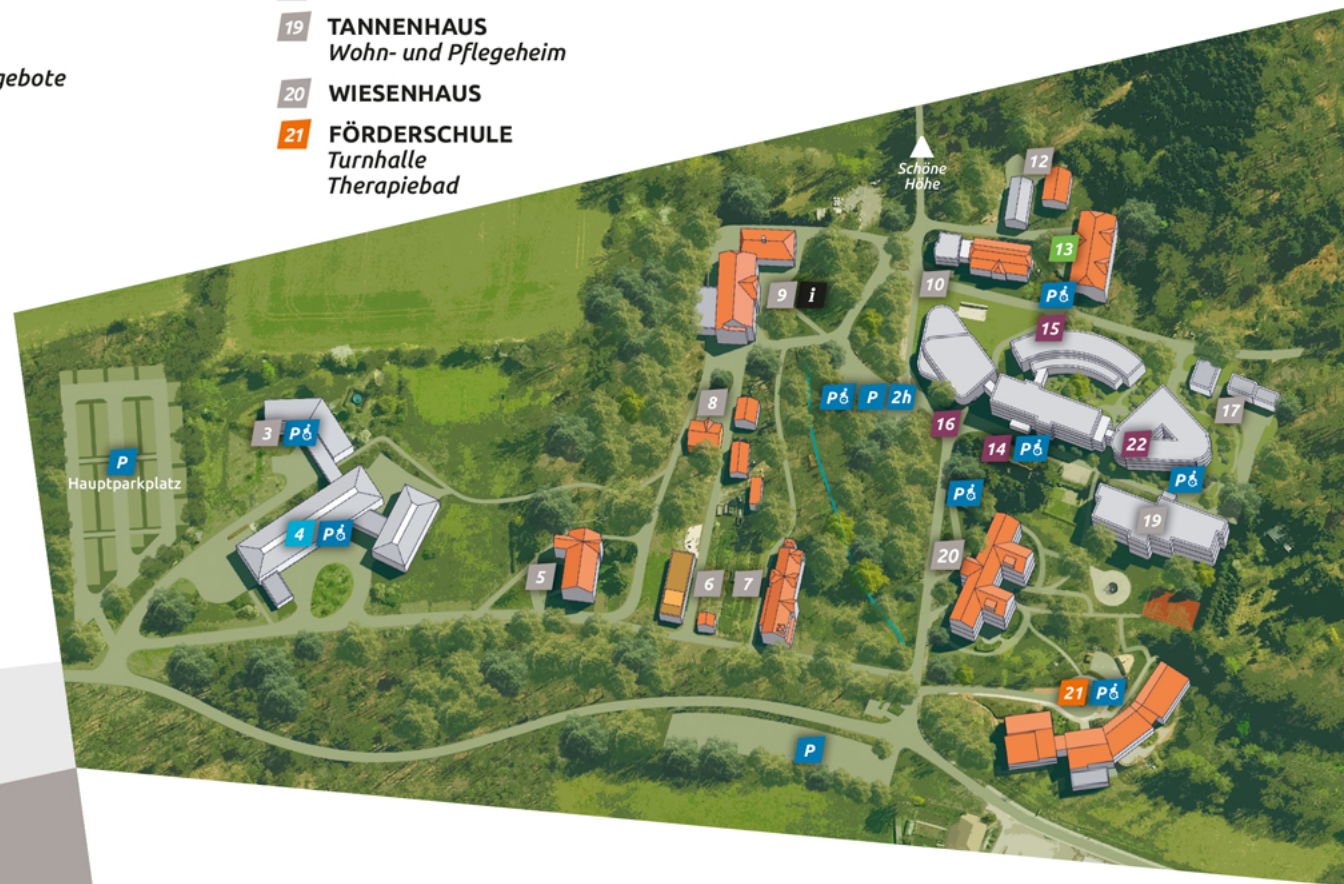 gebote
19 TANNENHAUS
Wohn- und Pflegeheim
20 WIESENHAUS
21 FÖRDERSCHULE
Turnhalle
Therapiebad
Schöne
Höhe
12
13
10
9 i
P
15
8
P P 2h
17
16
3 P
14 P
22
P
Hauptparkplatz
P
P
19
4 P
20
5
6 7
21 P
P